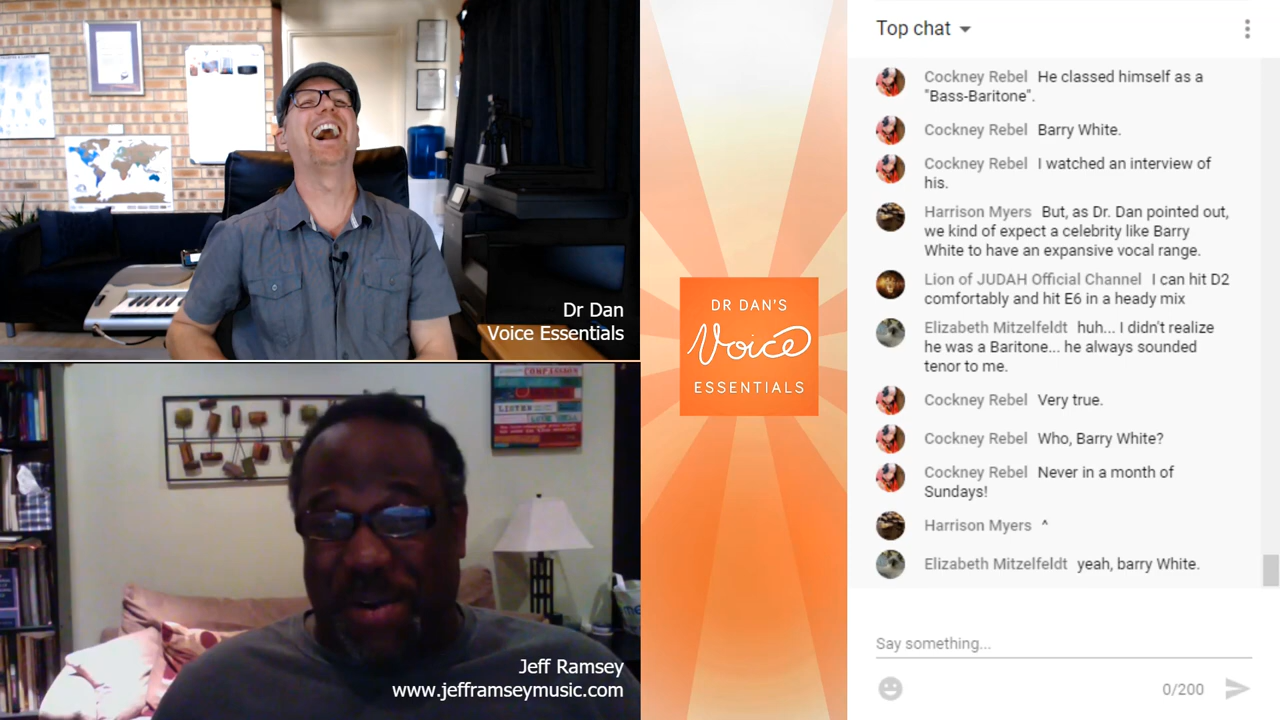 Dr Dan
Voice Essentials
COMPASSION
LISTEN
Jeff Ramsey
www.jefframseymusic.com
DR DAN'S
Voice
ESSENTIALS
Top chat
Cockney Rebel He classed himself as a
"Bass-Baritone".
Cockney Rebel Barry White.
Cockney Rebel I watched an interview of
his.
Harrison Myers But, as Dr. Dan pointed out,
we kind of expect a celebrity like Barry
White to have an expansive vocal range.
Lion of JUDAH Official Channel I can hit D2
comfortably and hit E6 in a heady mix
Elizabeth Mitzelfeldt huh... I didn't realize
he was a Baritone... he always sounded
tenor to me.
Cockney Rebel Very true.
Cockney Rebel Who, Barry White?
Cockney Rebel Never in a month of
Sundays!
Harrison Myers ^
Elizabeth Mitzelfeldt yeah, barry White.
Say something...
0/200